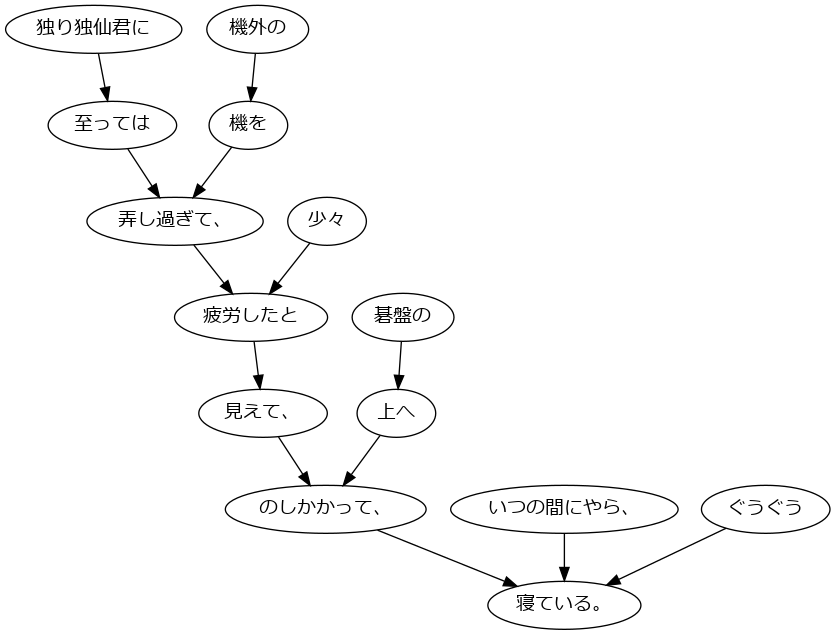 独り独仙君に
機外の
至っては
機を
弄し過ぎて、
少々
疲労したと
碁盤の
見えて、
上へ
のしかかって、
いつの間にやら、
ぐうぐう
寝ている。